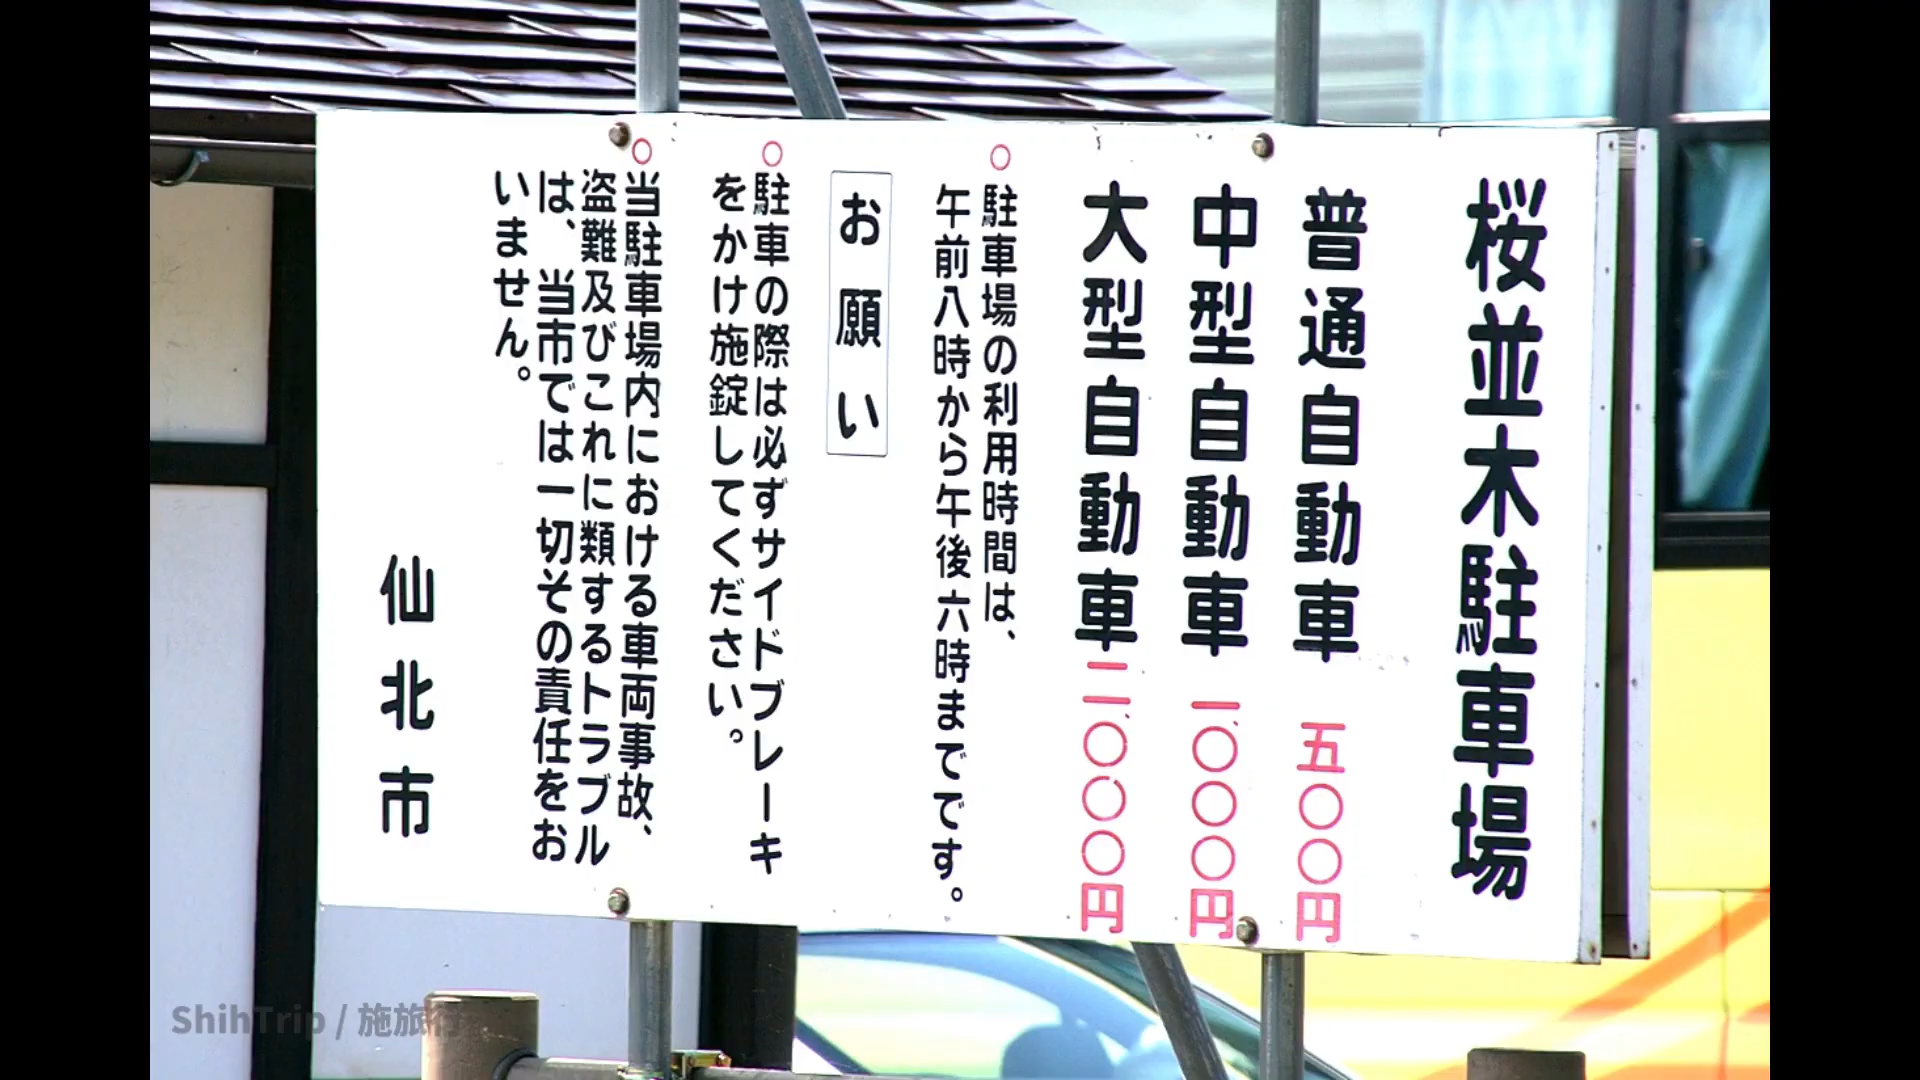 桜並木駐車場
普通自動車 五〇〇円
中型自動車 一、〇〇〇円
大型自動車 二、〇〇〇円
○駐車場の利用時間は、
午前八時から午後六時までです。
お願い
○駐車の際は必ずサイドブレーキ
をかけ施錠してください。
○当駐車場内における車両事故、
盗難及びこれに類するトラブル
は、当市では一切その責任をお
いません。
仙北市
ShihTrip / 施旅行